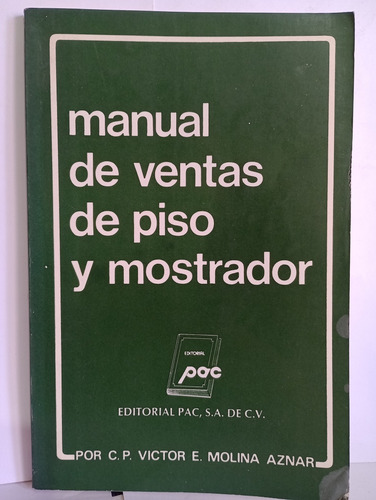 manual
de ventas
de piso
y mostrador
EDITORIAL
pac
EDITORIAL PAC, S.A. DE C.V.
POR C.P. VICTOR E. MOLINA AZNAR